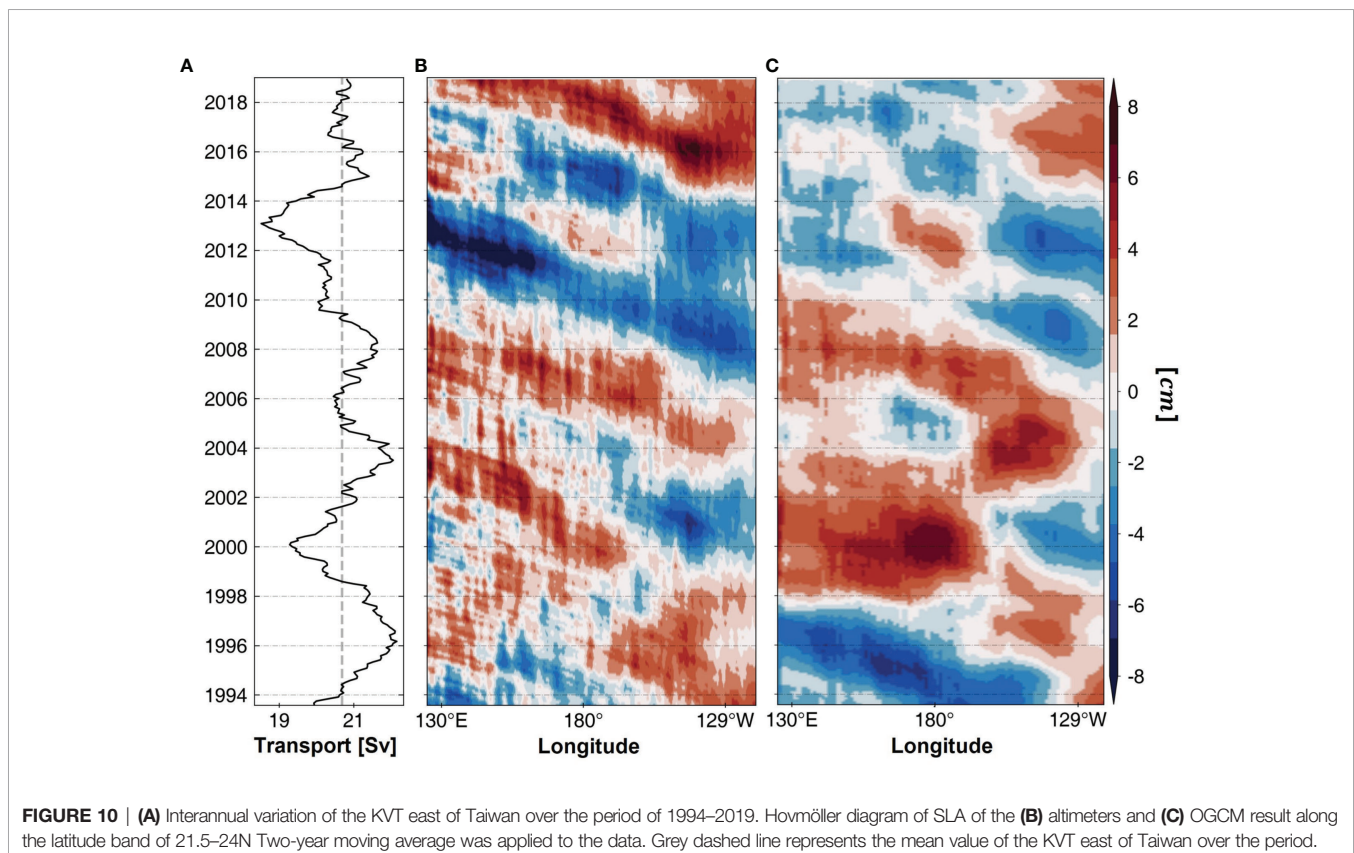 A
B
C
2018
2016
2014
2012
2010
2008
2006
2004
2002
2000
1998
1996
1994
19 21
Transport [Sv]
130°E 180° 129°W
Longitude
130°E 180° 129°W
Longitude
8
6
4
2
0
-2
-4
-6
-8
[cm]
FIGURE 10 | (A) Interannual variation of the KVT east of Taiwan over the period of 1994–2019. Hovmöller diagram of SLA of the (B) altimeters and (C) OGCM result along
the latitude band of 21.5–24N Two-year moving average was applied to the data. Grey dashed line represents the mean value of the KVT east of Taiwan over the period.